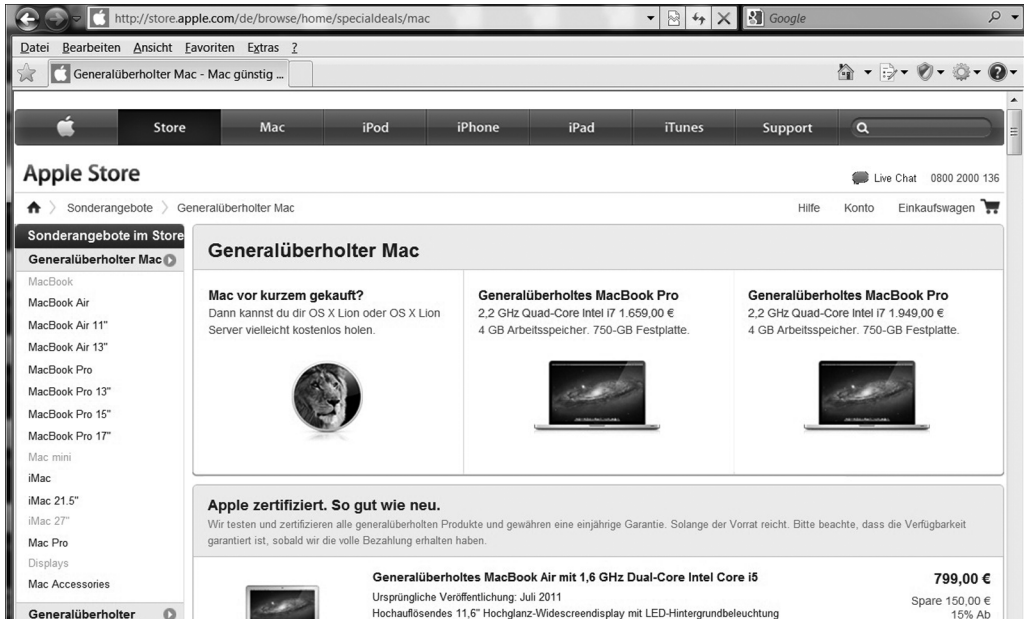 http://store.apple.com/de/browse/home/specialdeals/mac
Google
Datei Bearbeiten Ansicht Favoriten Extras ?
Generalüberholter Mac - Mac günstig ...
Store Mac iPod iPhone iPad iTunes Support
Apple Store
Live Chat 0800 2000 136
Sonderangebote Generalüberholter Mac
Hilfe Konto Einkaufswagen
Sonderangebote im Store
Generalüberholter Mac
MacBook
MacBook Air
MacBook Air 11"
MacBook Air 13"
MacBook Pro
MacBook Pro 13"
MacBook Pro 15"
MacBook Pro 17"
Mac mini
iMac
iMac 21.5"
iMac 27"
Mac Pro
Displays
Mac Accessories
Generalüberholter
Generalüberholter Mac
Mac vor kurzem gekauft?
Dann kannst du dir OS X Lion oder OS X Lion
Server vielleicht kostenlos holen.
Generalüberholtes MacBook Pro
2,2 GHz Quad-Core Intel i7 1.659,00 €
4 GB Arbeitsspeicher. 750-GB Festplatte.
Generalüberholtes MacBook Pro
2,2 GHz Quad-Core Intel i7 1.949,00 €
4 GB Arbeitsspeicher. 750-GB Festplatte.
Apple zertifiziert. So gut wie neu.
Wir testen und zertifizieren alle generalüberholten Produkte und gewähren eine einjährige Garantie. Solange der Vorrat reicht. Bitte beachte, dass die Verfügbarkeit
garantiert ist, sobald wir die volle Bezahlung erhalten haben.
Generalüberholtes MacBook Air mit 1,6 GHz Dual-Core Intel Core i5
Ursprüngliche Veröffentlichung: Juli 2011
Hochauflösendes 11,6" Hochglanz-Widescreendisplay mit LED-Hintergrundbeleuchtung
799,00 €
Spare 150,00 €
15% Ab